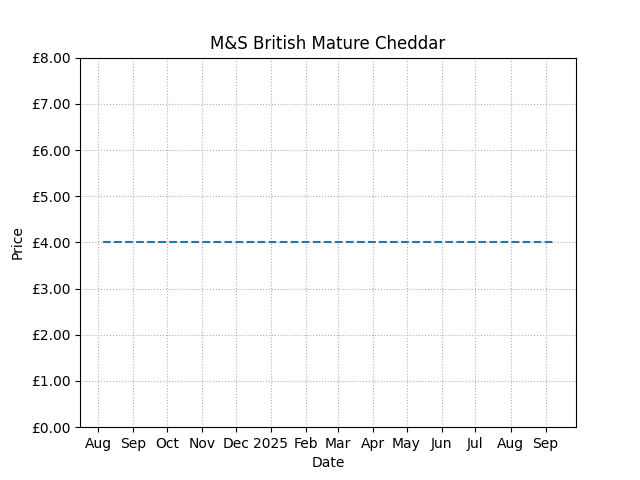 M&S British Mature Cheddar
£8.00
£7.00
£6.00
£5.00
£4.00
£3.00
£2.00
£1.00
£0.00
Price
Aug Sep Oct Nov Dec 2025 Feb Mar Apr May Jun Jul Aug Sep
Date